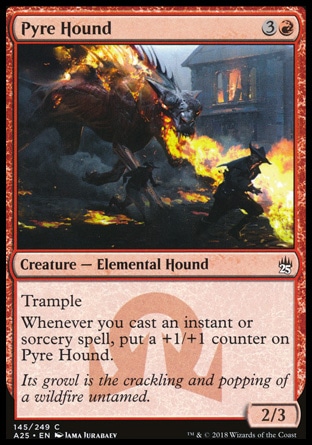 Pyre Hound 3
Creature — Elemental Hound 25
Trample
Whenever you cast an instant or
sorcery spell, put a +1/+1 counter on
Pyre Hound.
Its growl is the crackling and popping of
a wildfire untamed.
2/3
145/249 C
A25 • EN Jama Jurabaev
™ & © 2018 Wizards of the Coast